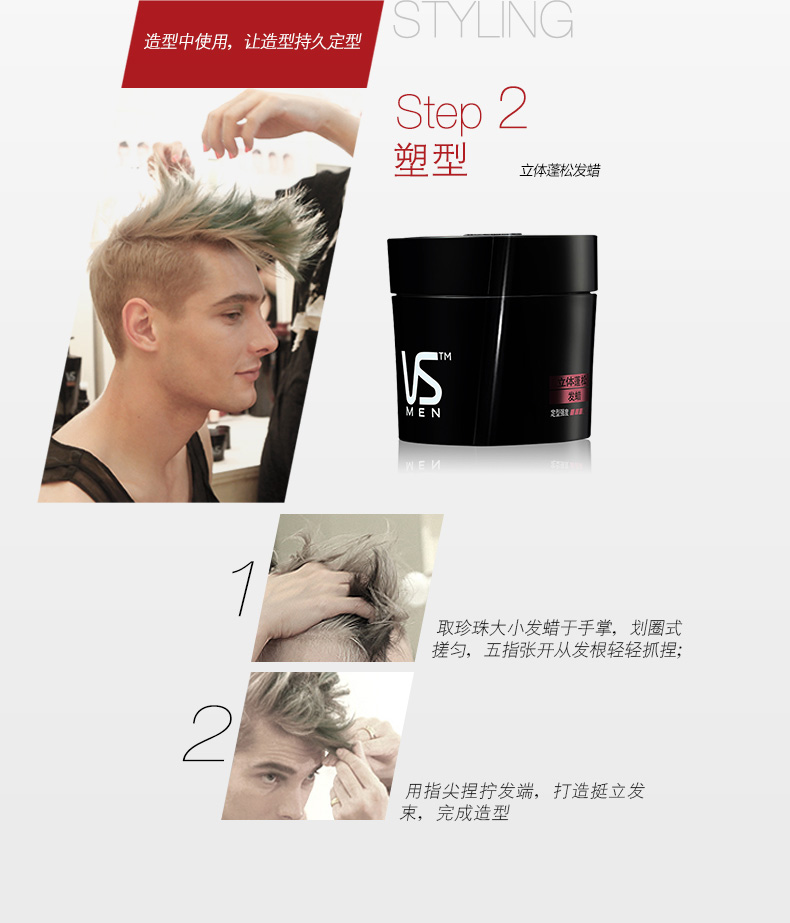 STYLING
造型中使用，让造型持久定型
Step 2
塑型
立体蓬松发蜡
VS™
MEN
立体蓬松
发蜡
定型强度
1
取珍珠大小发蜡于手掌，划圈式
搓匀，五指张开从发根轻轻抓捏；
2
用指尖捏拧发端，打造挺立发
束，完成造型